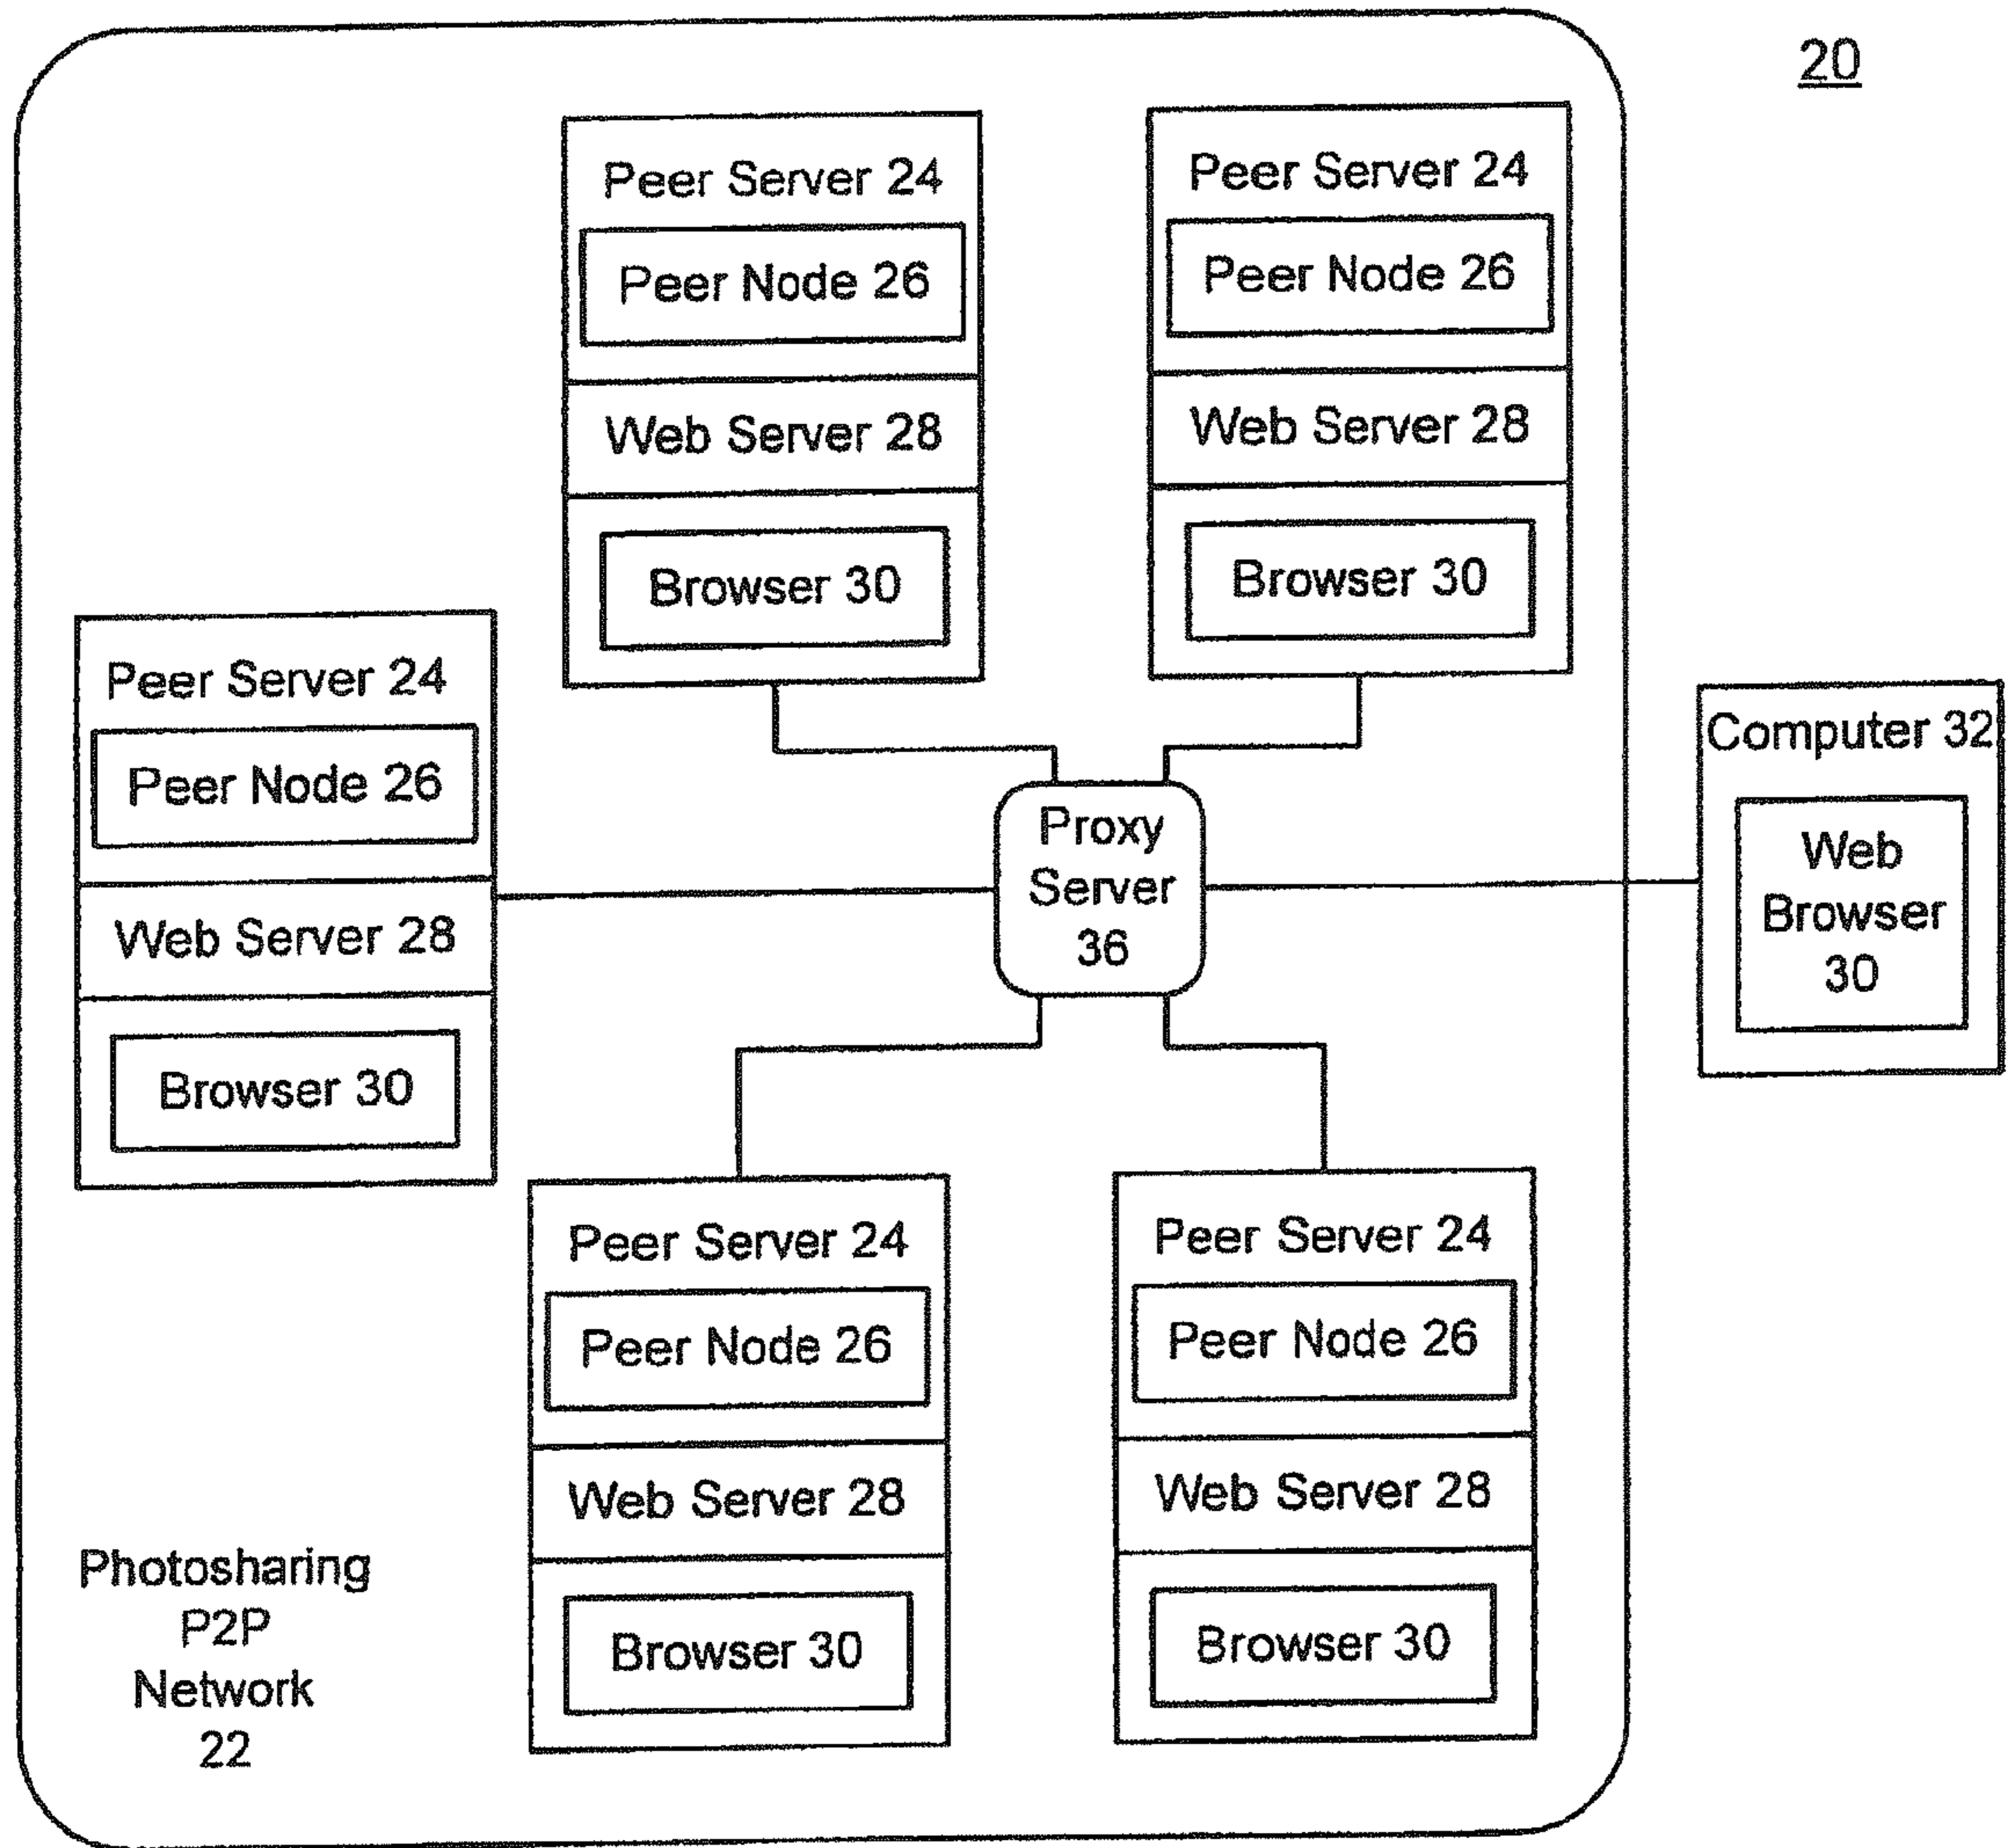 20
Peer Server 24
Peer Node 26
Web Server 28
Browser 30
Peer Server 24
Peer Node 26
Web Server 28
Browser 30
Peer Server 24
Peer Node 26
Web Server 28
Browser 30
Proxy
Server
36
Computer 32
Web
Browser
30
Peer Server 24
Peer Node 26
Web Server 28
Browser 30
Peer Server 24
Peer Node 26
Web Server 28
Browser 30
Photosharing
P2P
Network
22